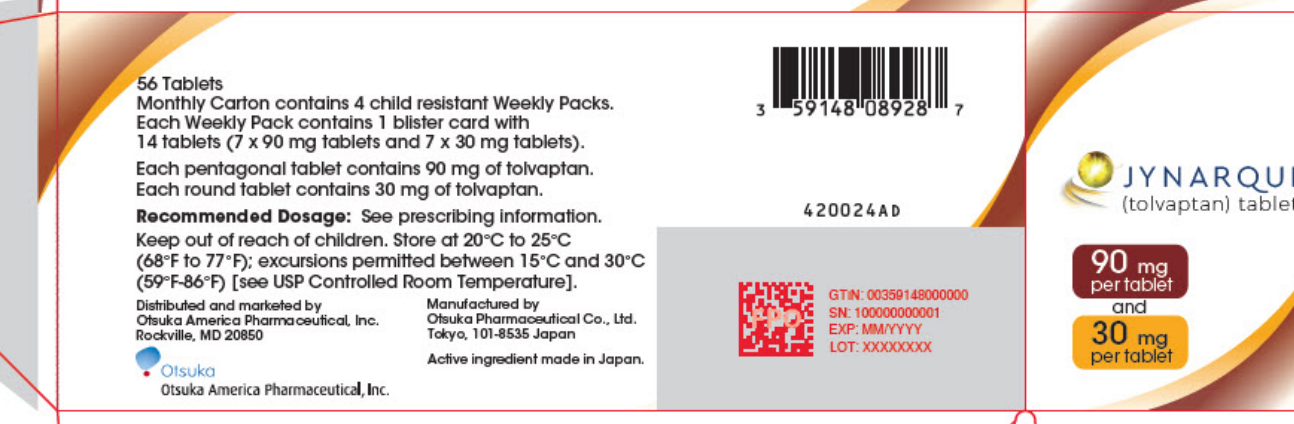 56 Tablets
Monthly Carton contains 4 child resistant Weekly Packs.
Each Weekly Pack contains 1 blister card with
14 tablets (7 x 90 mg tablets and 7 x 30 mg tablets).
Each pentagonal tablet contains 90 mg of tolvaptan.
Each round tablet contains 30 mg of tolvaptan.
Recommended Dosage: See prescribing information.
Keep out of reach of children. Store at 20°C to 25°C
(68°F to 77°F); excursions permitted between 15°C and 30°C
(59°F-86°F) [see USP Controlled Room Temperature].
Distributed and marketed by
Otsuka America Pharmaceutical, Inc.
Rockville, MD 20850
Manufactured by
Otsuka Pharmaceutical Co., Ltd.
Tokyo, 101-8535 Japan
Active ingredient made in Japan.
Otsuka
Otsuka America Pharmaceutical, Inc.
3 59148 08928 7
420024AD
FPO
GTIN: 00359148000000
SN: 100000000001
EXP: MM/YYYY
LOT: XXXXXXXX
JYNARQU
(tolvaptan) tablet
90 mg
per tablet
and
30 mg
per tablet